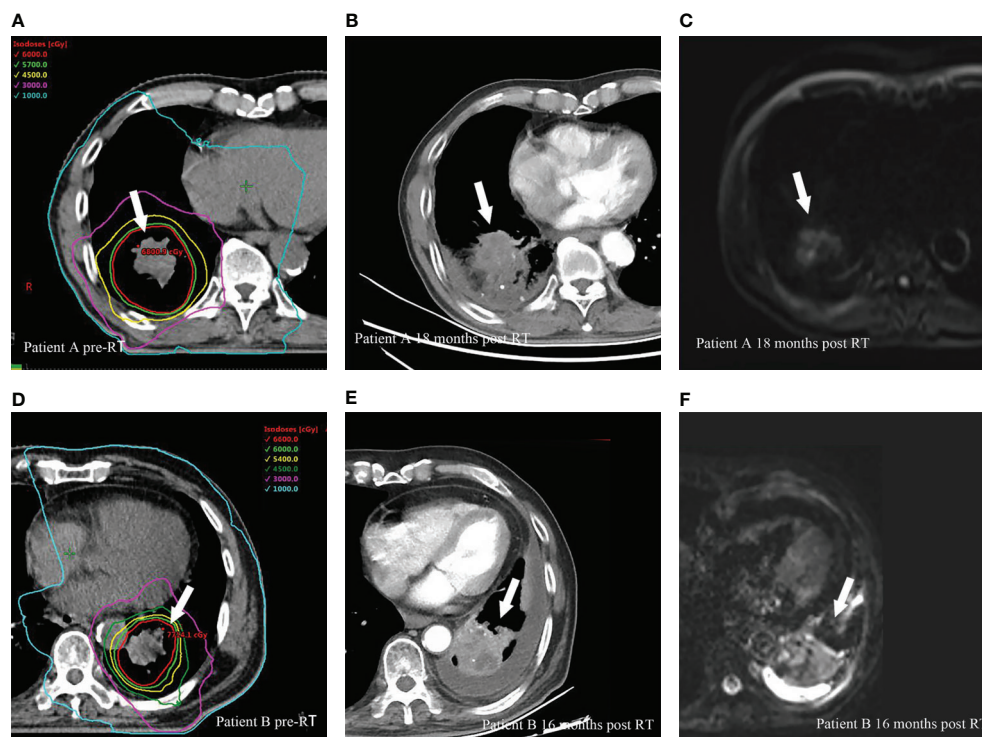 A
B
C
Isodoses [cGy]
✓ 6000.0
✓ 5700.0
✓ 4500.0
✓ 3000.0
✓ 1000.0
R
Patient A pre-RT
Patient A 18 months post RT
Patient A 18 months post RT
D
E
F
Isodoses [cGy]
✓ 6600.0
✓ 6000.0
✓ 5400.0
✓ 4500.0
✓ 3000.0
✓ 1000.0
Patient B pre-RT
Patient B 16 months post RT
Patient B 16 months post RT